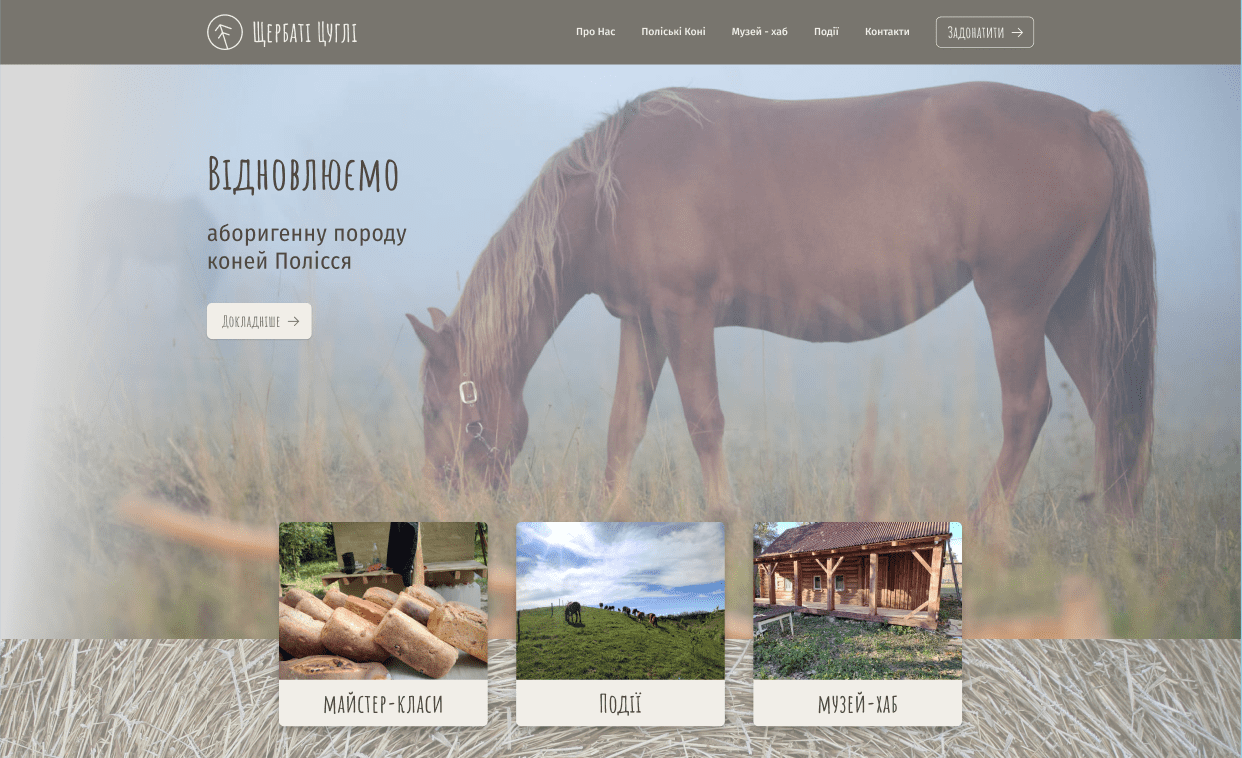 Щербаті Цуглі
Про Нас
Поліські Коні
Музей - хаб
Події
Контакти
Задонатити →
Відновлюємо
аборигенну породу
коней Полісся
Докладніше →
майстер-класи
Події
музей-хаб